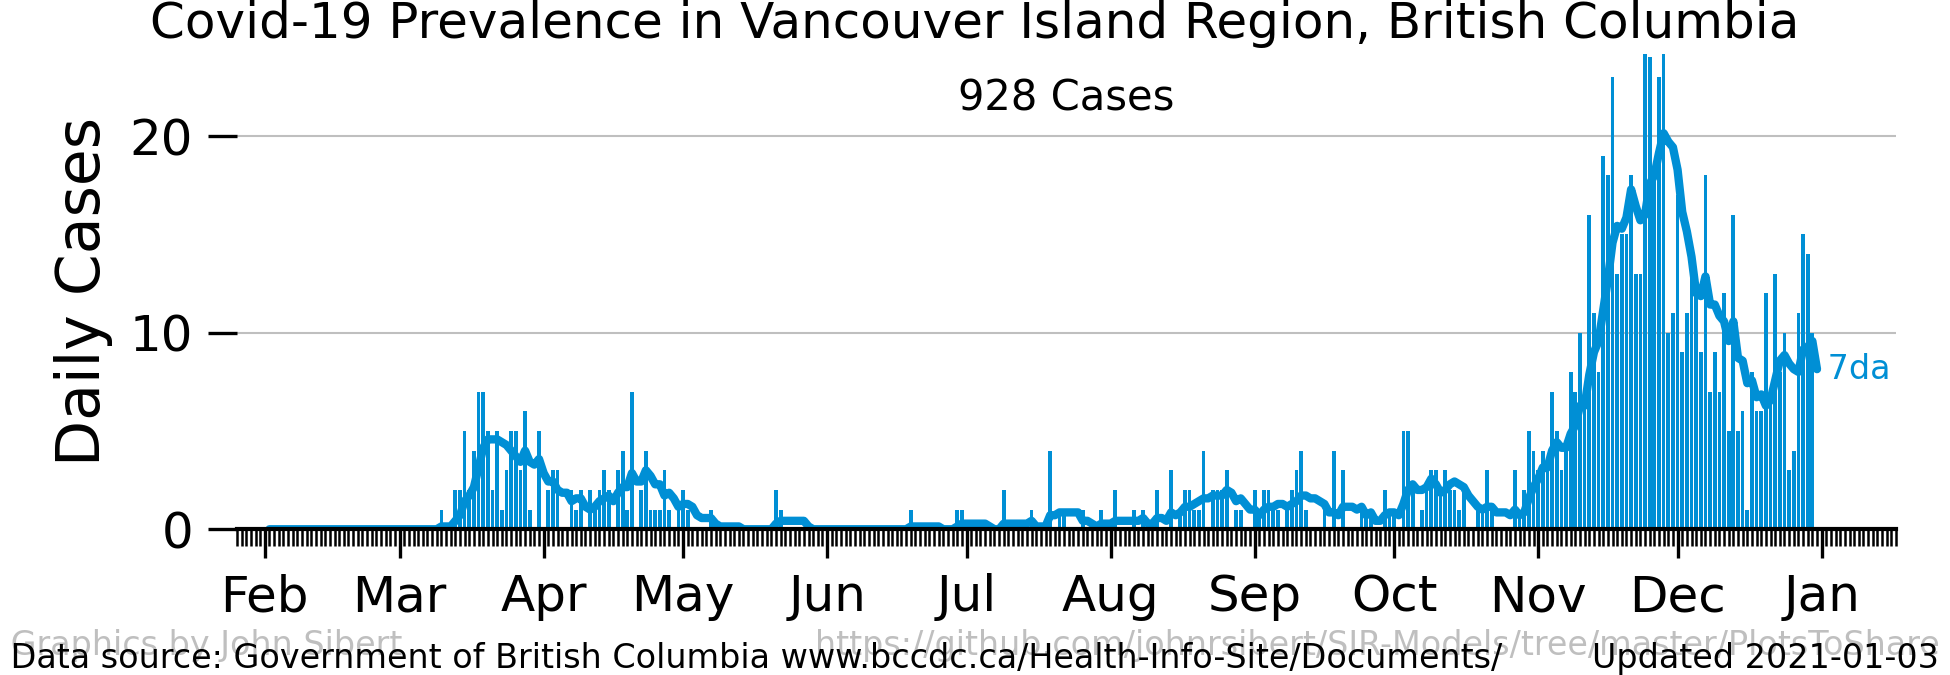 Covid-19 Prevalence in Vancouver Island Region, British Columbia
928 Cases
Daily Cases
20
10
0
7da
Feb Mar Apr May Jun Jul Aug Sep Oct Nov Dec Jan
Graphics by John Sibert https://github.com/johnrsibert/SIR-Models/tree/master/PlotsToShare
Data source: Government of British Columbia www.bccdc.ca/Health-Info-Site/Documents/ Updated 2021-01-03